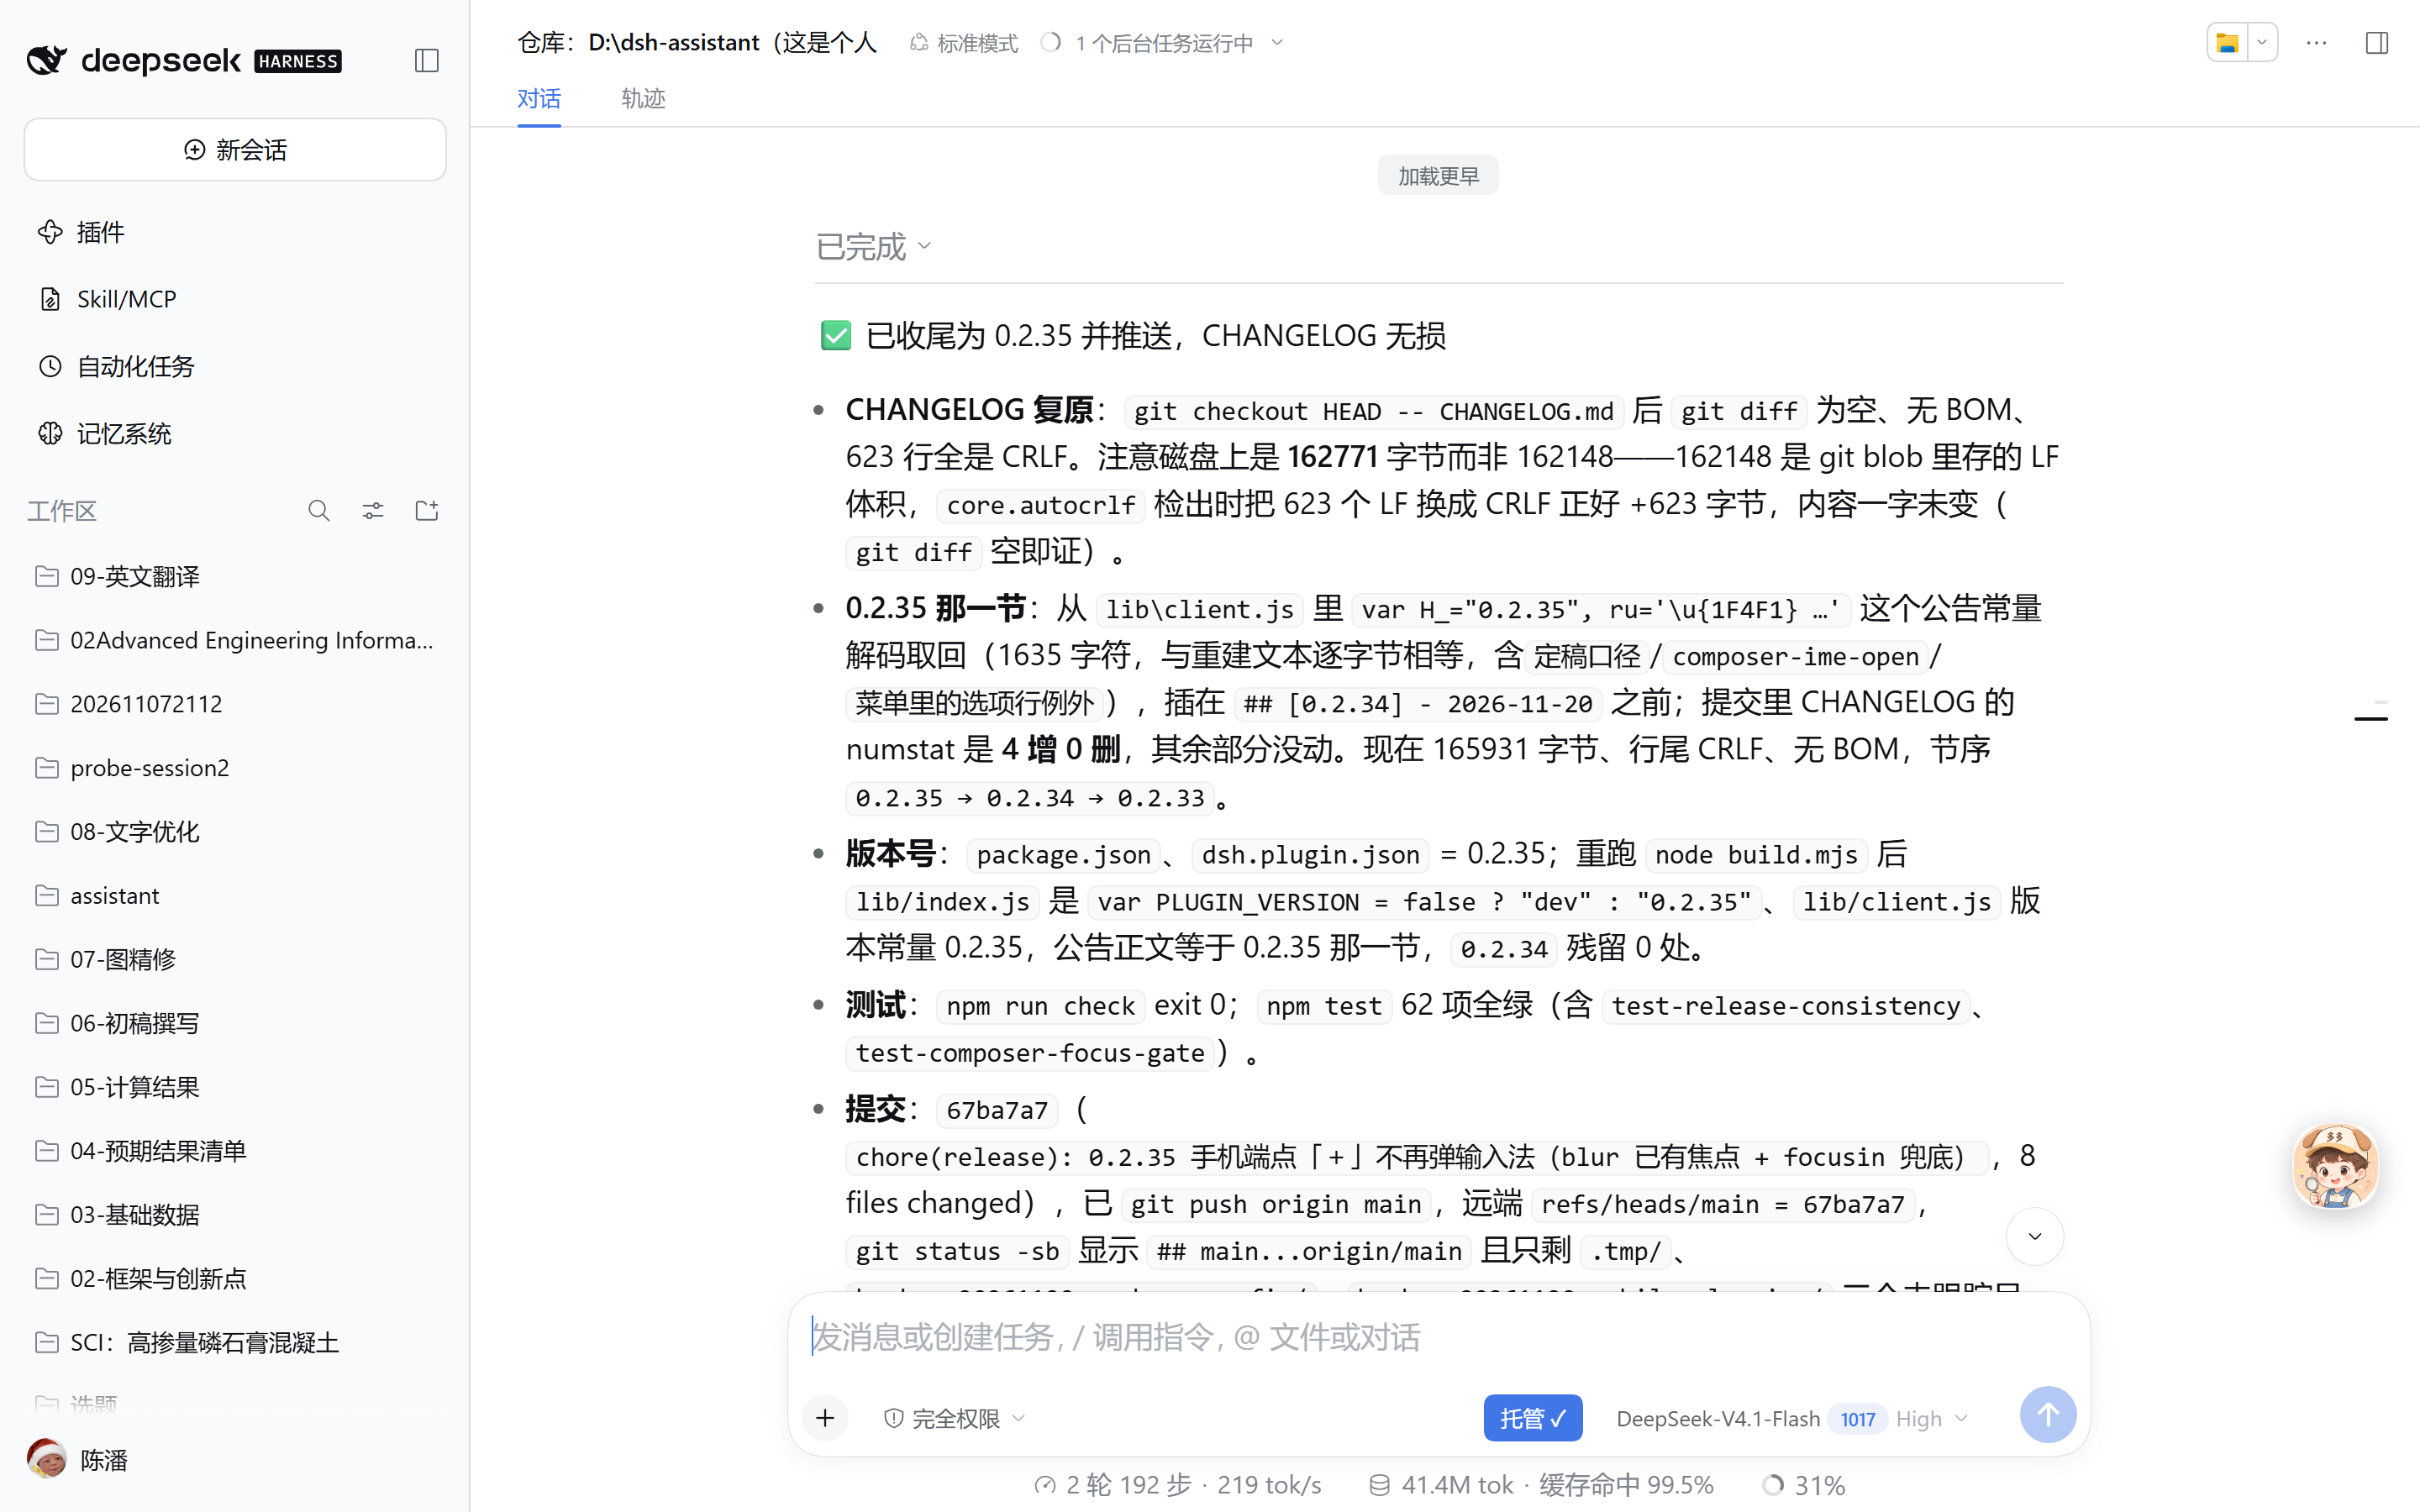 deepseek HARNESS
新会话
插件
Skill/MCP
自动化任务
记忆系统
工作区
09-英文翻译
02Advanced Engineering Informa...
202611072112
probe-session2
08-文字优化
assistant
07-图精修
06-初稿撰写
05-计算结果
04-预期结果清单
03-基础数据
02-框架与创新点
SCI：高掺量磷石膏混凝土
选题
陈潘
仓库：D:\dsh-assistant（这是个人 标准模式 1 个后台任务运行中
对话 轨迹
加载更早
已完成
✅ 已收尾为 0.2.35 并推送，CHANGELOG 无损
CHANGELOG 复原： git checkout HEAD -- CHANGELOG.md 后 git diff 为空、无 BOM、
623 行全是 CRLF。注意磁盘上是 162771 字节而非 162148——162148 是 git blob 里存的 LF
体积， core.autocrlf 检出时把 623 个 LF 换成 CRLF 正好 +623 字节，内容一字未变（
git diff 空即证）。
0.2.35 那一节：从 lib\client.js 里 var H_="0.2.35", ru='\u{1F4F1} …' 这个公告常量
解码取回（1635 字符，与重建文本逐字节相等，含 定稿口径 / composer-ime-open /
菜单里的选项行例外 ），插在 ## [0.2.34] - 2026-11-20 之前；提交里 CHANGELOG 的
numstat 是 4 增 0 删，其余部分没动。现在 165931 字节、行尾 CRLF、无 BOM，节序
0.2.35 → 0.2.34 → 0.2.33 。
版本号： package.json 、 dsh.plugin.json = 0.2.35；重跑 node build.mjs 后
lib/index.js 是 var PLUGIN_VERSION = false ? "dev" : "0.2.35" 、 lib/client.js 版
本常量 0.2.35，公告正文等于 0.2.35 那一节， 0.2.34 残留 0 处。
测试： npm run check exit 0； npm test 62 项全绿（含 test-release-consistency 、
test-composer-focus-gate ）。
提交： 67ba7a7 （
chore(release): 0.2.35 手机端点「+」不再弹输入法（blur 已有焦点 + focusin 兜底） ，8
files changed），已 git push origin main ，远端 refs/heads/main = 67ba7a7 ，
git status -sb 显示 ## main...origin/main 且只剩 .tmp/ 、
发消息或创建任务, / 调用指令, @ 文件或对话
完全权限 托管 ✓ DeepSeek-V4.1-Flash 1017 High
2 轮 192 步 · 219 tok/s 41.4M tok · 缓存命中 99.5% 31%
多多